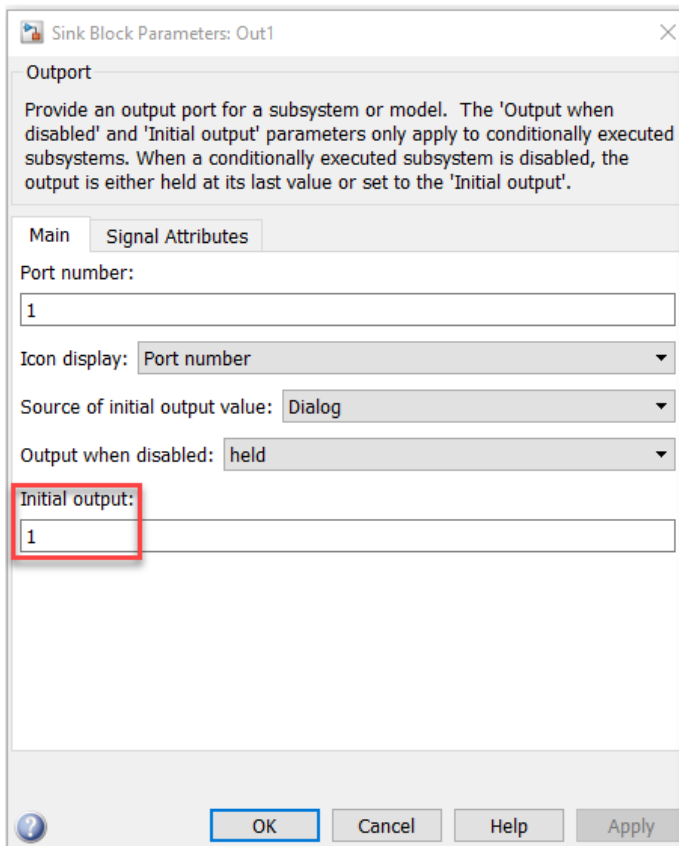 Sink Block Parameters: Out1
Outport
Provide an output port for a subsystem or model. The 'Output when
disabled' and 'Initial output' parameters only apply to conditionally executed
subsystems. When a conditionally executed subsystem is disabled, the
output is either held at its last value or set to the 'Initial output'.
Main Signal Attributes
Port number:
1
Icon display: Port number
Source of initial output value: Dialog
Output when disabled: held
Initial output:
1
? OK Cancel Help Apply